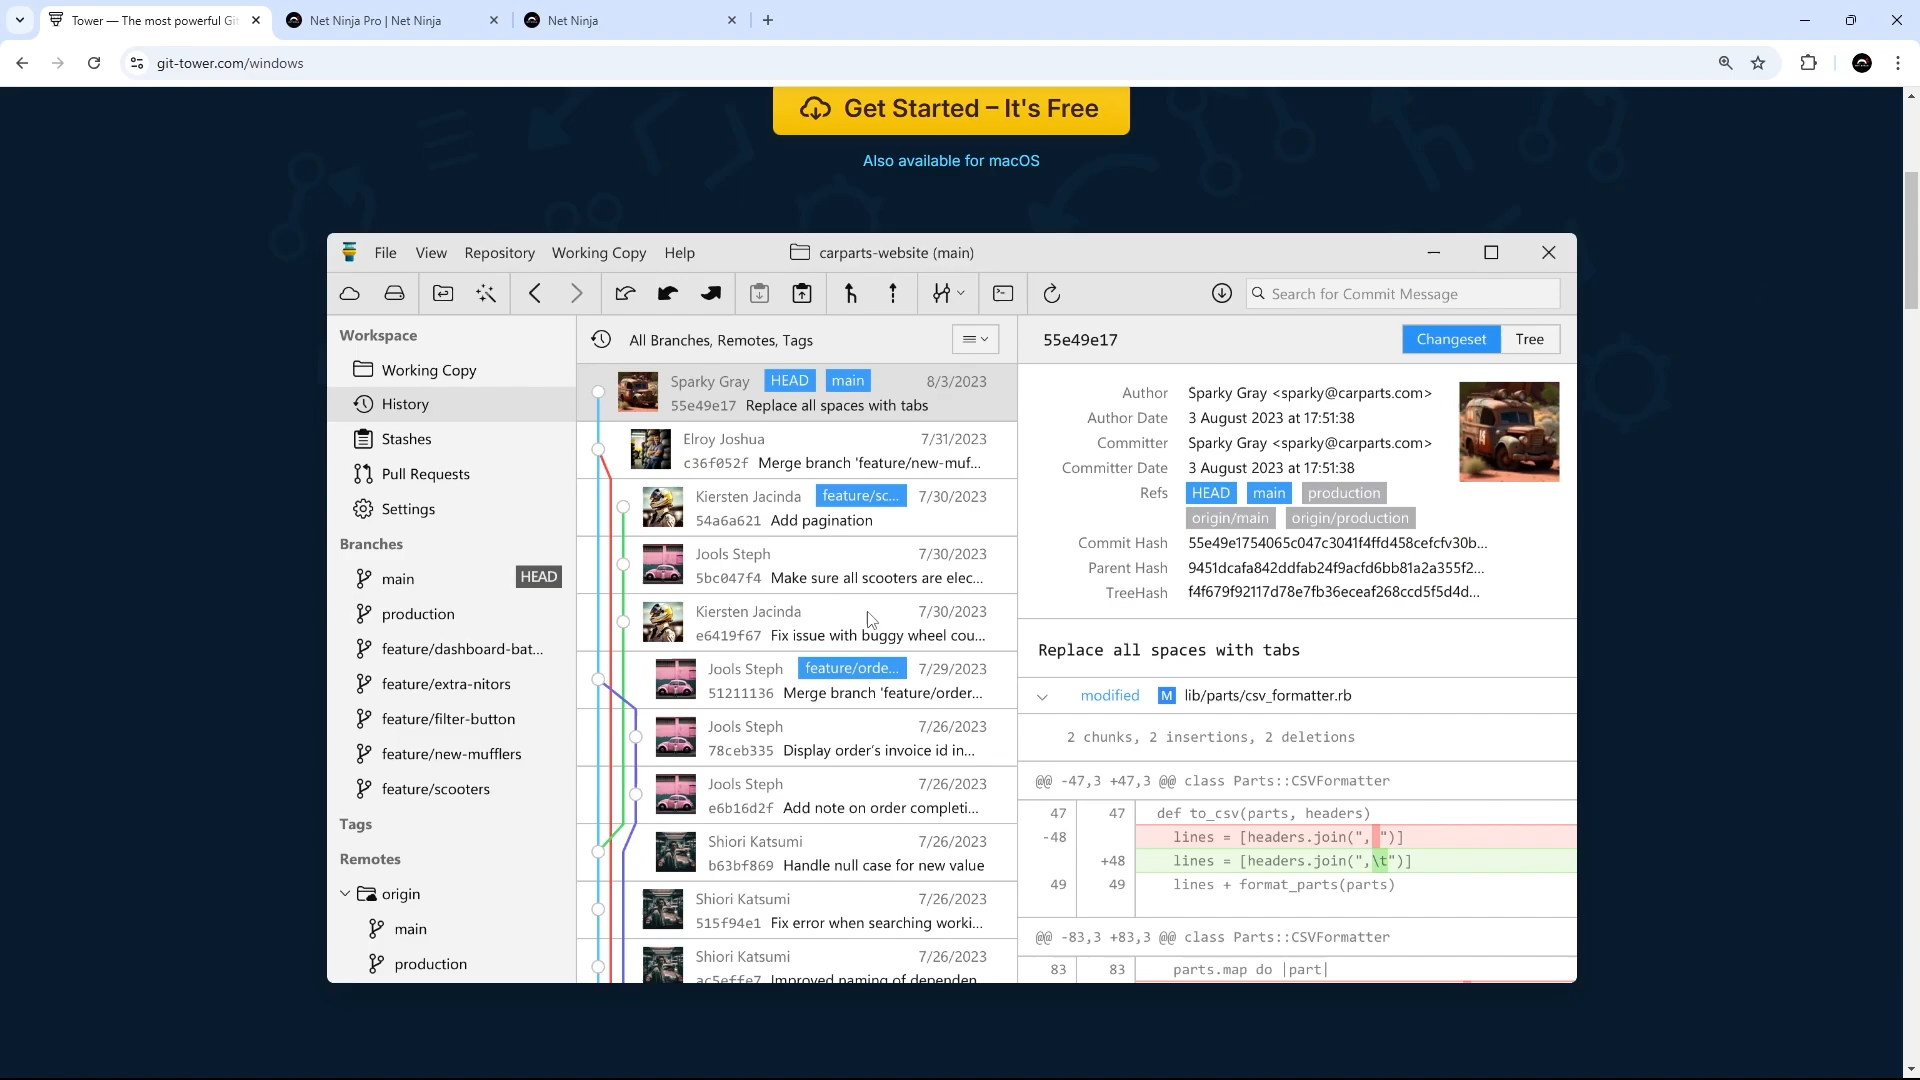 Tower — The most powerful Gi
Net Ninja Pro | Net Ninja
Net Ninja
git-tower.com/windows
Get Started – It's Free
Also available for macOS
File View Repository Working Copy Help
carparts-website (main)
Search for Commit Message
Workspace
Working Copy
History
Stashes
Pull Requests
Settings
Branches
main HEAD
production
feature/dashboard-bat...
feature/extra-nitors
feature/filter-button
feature/new-mufflers
feature/scooters
Tags
Remotes
origin
main
production
All Branches, Remotes, Tags
Sparky Gray HEAD main 8/3/2023
55e49e17 Replace all spaces with tabs
Elroy Joshua 7/31/2023
c36f052f Merge branch 'feature/new-muf...
Kiersten Jacinda feature/sc... 7/30/2023
54a6a621 Add pagination
Jools Steph 7/30/2023
5bc047f4 Make sure all scooters are elec...
Kiersten Jacinda 7/30/2023
e6419f67 Fix issue with buggy wheel cou...
Jools Steph feature/orde... 7/29/2023
51211136 Merge branch 'feature/order...
Jools Steph 7/26/2023
78ceb335 Display order's invoice id in...
Jools Steph 7/26/2023
e6b16d2f Add note on order completi...
Shiori Katsumi 7/26/2023
b63bf869 Handle null case for new value
Shiori Katsumi 7/26/2023
515f94e1 Fix error when searching worki...
Shiori Katsumi 7/26/2023
ac5effe7 Improved naming of dependen
55e49e17
Changeset Tree
Author Sparky Gray <sparky@carparts.com>
Author Date 3 August 2023 at 17:51:38
Committer Sparky Gray <sparky@carparts.com>
Committer Date 3 August 2023 at 17:51:38
Refs HEAD main production
origin/main origin/production
Commit Hash 55e49e1754065c047c3041f4ffd458cefcfv30b...
Parent Hash 9451dcafa842ddfab24f9acfd6bb81a2a355f2...
TreeHash f4f679f92117d78e7fb36eceaf268ccd5f5d4d...
Replace all spaces with tabs
modified M lib/parts/csv_formatter.rb
2 chunks, 2 insertions, 2 deletions
@@ -47,3 +47,3 @@ class Parts::CSVFormatter
47 47 def to_csv(parts, headers)
-48 lines = [headers.join(", ")]
+48 lines = [headers.join(",\t")]
49 49 lines + format_parts(parts)
@@ -83,3 +83,3 @@ class Parts::CSVFormatter
83 83 parts.map do |part|